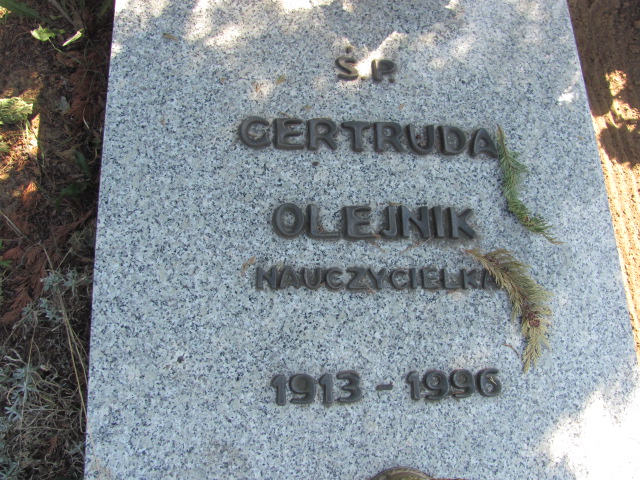 Ś.P.
GERTRUDA
OLEJNIK
NAUCZYCIELKA
1913 - 1996